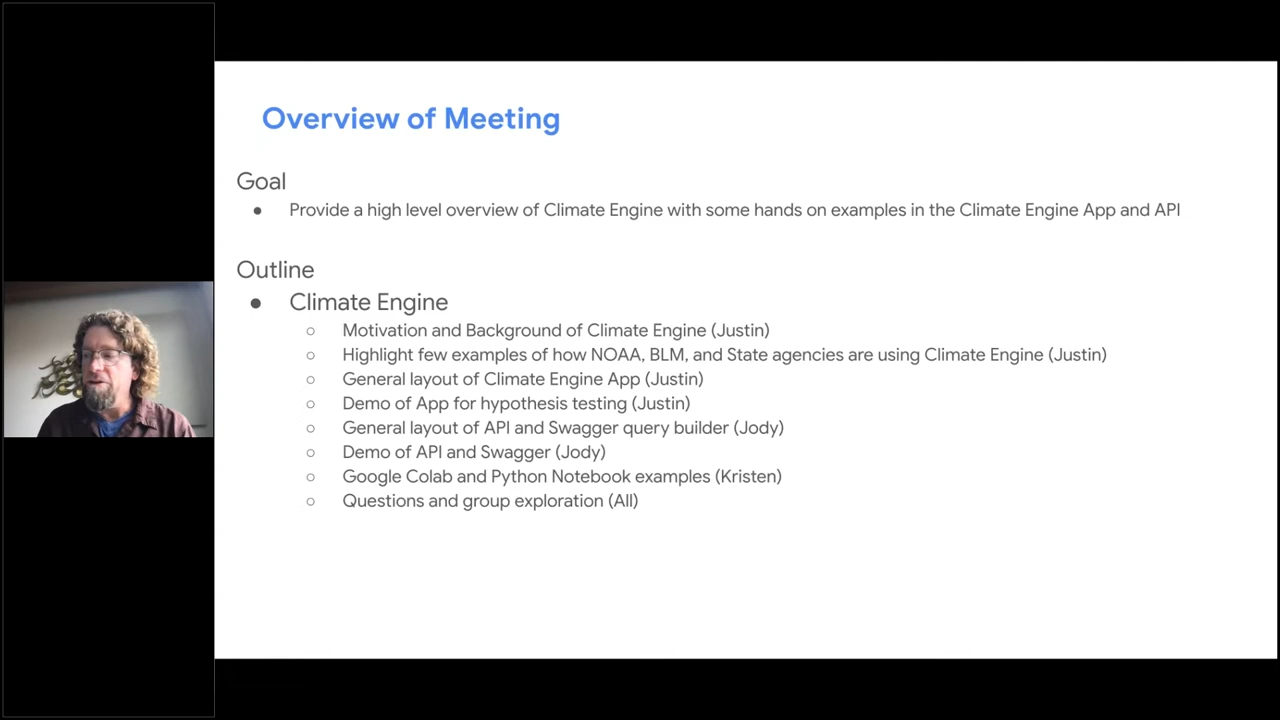 Overview of Meeting
Goal
● Provide a high level overview of Climate Engine with some hands on examples in the Climate Engine App and API
Outline
● Climate Engine
○ Motivation and Background of Climate Engine (Justin)
○ Highlight few examples of how NOAA, BLM, and State agencies are using Climate Engine (Justin)
○ General layout of Climate Engine App (Justin)
○ Demo of App for hypothesis testing (Justin)
○ General layout of API and Swagger query builder (Jody)
○ Demo of API and Swagger (Jody)
○ Google Colab and Python Notebook examples (Kristen)
○ Questions and group exploration (All)